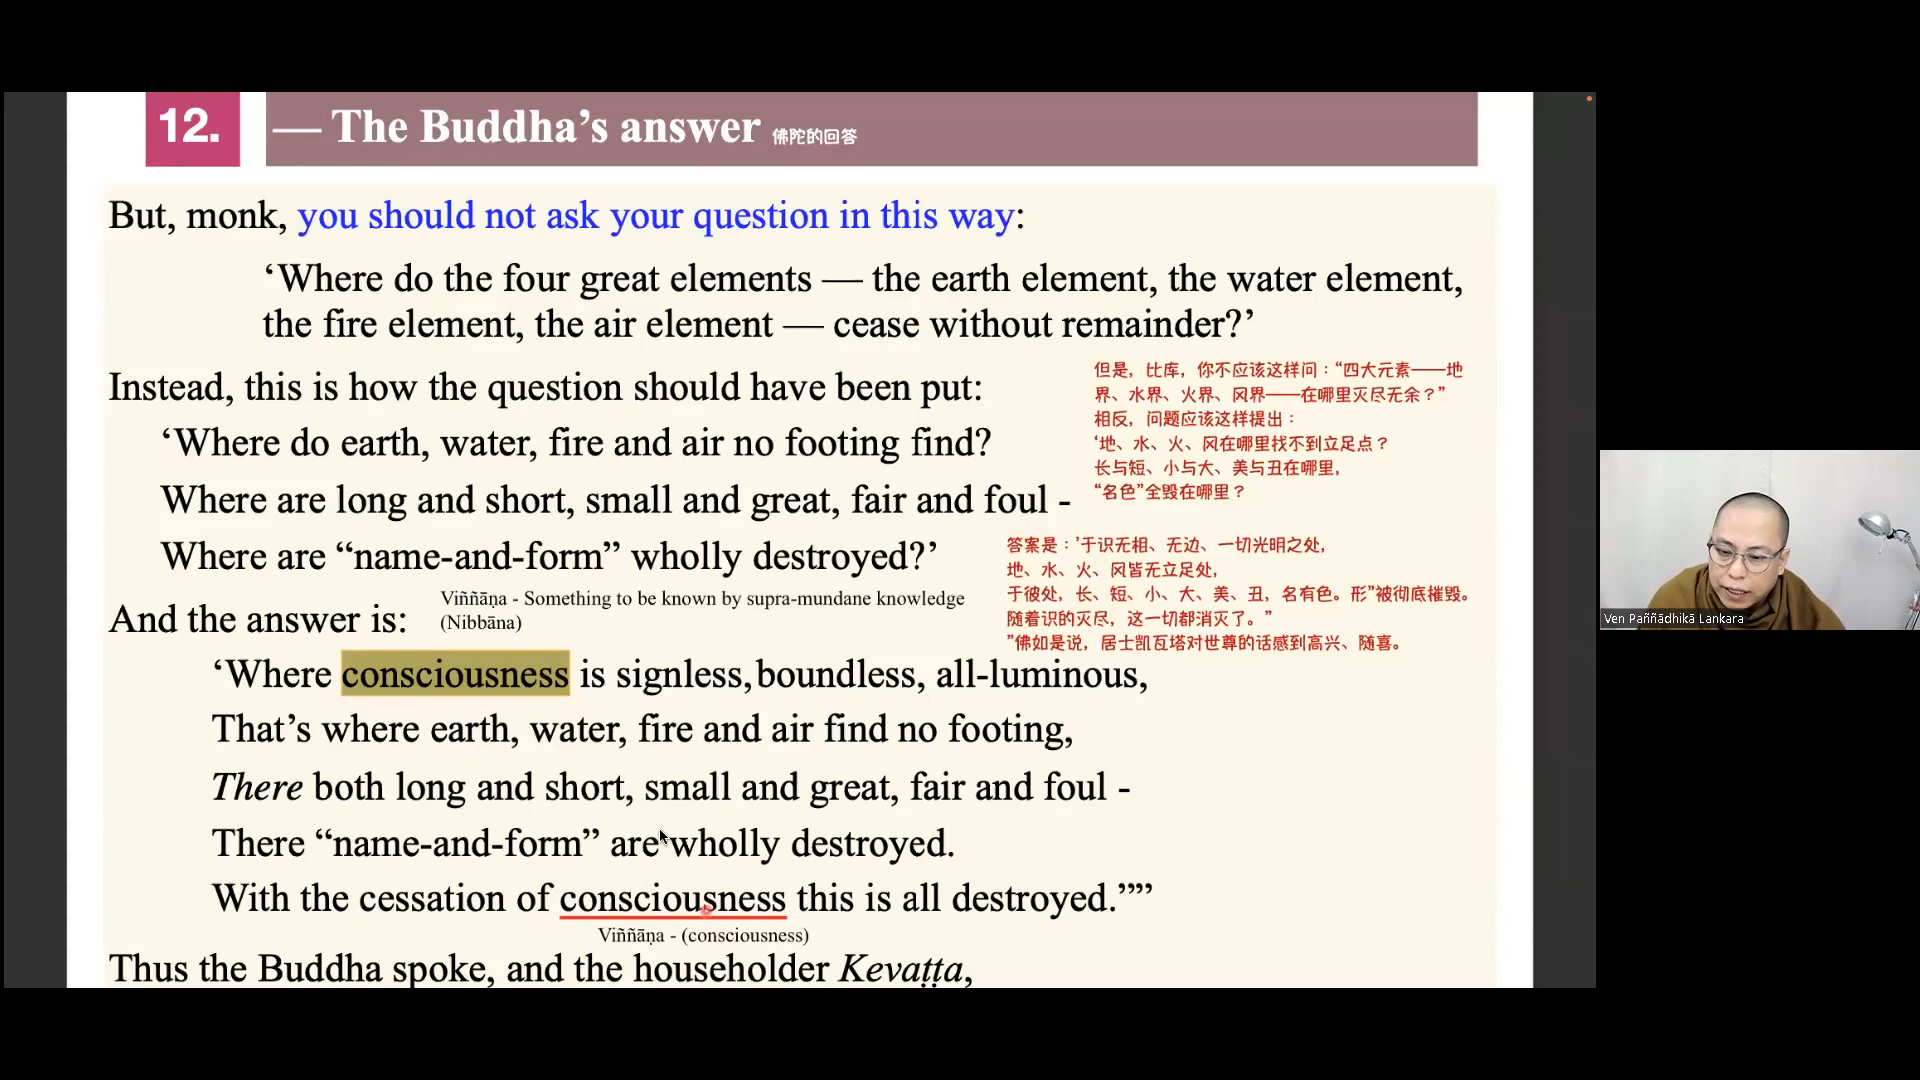 12.
— The Buddha’s answer 佛陀的回答
But, monk, you should not ask your question in this way:
‘Where do the four great elements — the earth element, the water element,
the fire element, the air element — cease without remainder?’
Instead, this is how the question should have been put:
‘Where do earth, water, fire and air no footing find?
Where are long and short, small and great, fair and foul -
Where are “name-and-form” wholly destroyed?’
但是，比库，你不应该这样问：“四大元素——地
界、水界、火界、风界——在哪里灭尽无余？”
相反，问题应该这样提出：
‘地、水、火、风在哪里找不到立足点？
长与短、小与大、美与丑在哪里，
“名色”全毁在哪里？
And the answer is:
Viññāṇa - Something to be known by supra-mundane knowledge
(Nibbāna)
答案是：’于识无相、无边、一切光明之处，
地、水、火、风皆无立足处，
于彼处，长、短、小、大、美、丑，名有色。形”被彻底摧毁。
随着识的灭尽，这一切都消灭了。”
”佛如是说，居士凯瓦塔对世尊的话感到高兴、随喜。
‘Where consciousness is signless, boundless, all-luminous,
That’s where earth, water, fire and air find no footing,
There both long and short, small and great, fair and foul -
There “name-and-form” are wholly destroyed.
With the cessation of consciousness this is all destroyed.’””
Viññāṇa - (consciousness)
Thus the Buddha spoke, and the householder Kevaṭṭa,
Ven Paññādhikā Lankara